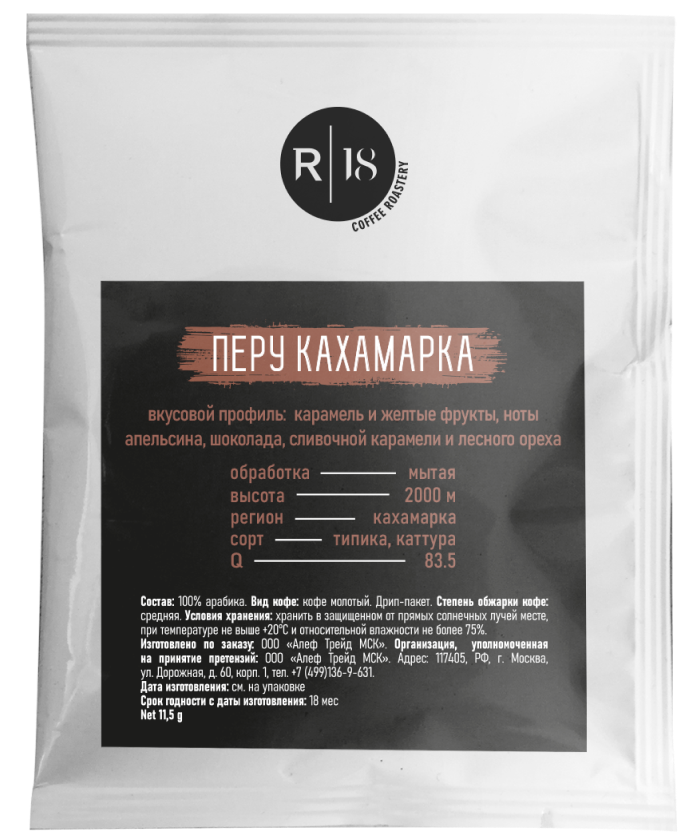 R | 18
COFFEE ROASTERY
ПЕРУ КАХАМАРКА
вкусовой профиль: карамель и желтые фрукты, ноты
апельсина, шоколада, сливочной карамели и лесного ореха
обработка мытая
высота 2000 м
регион кахамарка
сорт типика, каттура
Q 83.5
Состав: 100% арабика. Вид кофе: кофе молотый. Дрип-пакет. Степень обжарки кофе:
средняя. Условия хранения: хранить в защищенном от прямых солнечных лучей месте,
при температуре не выше +20°С и относительной влажности не более 75%.
Изготовлено по заказу: ООО «Алеф Трейд МСК». Организация, уполномоченная
на принятие претензий: ООО «Алеф Трейд МСК». Адрес: 117405, РФ, г. Москва,
ул. Дорожная, д. 60, корп. 1, тел. +7 (499)136-9-631.
Дата изготовления: см. на упаковке
Срок годности с даты изготовления: 18 мес
Net 11,5 g